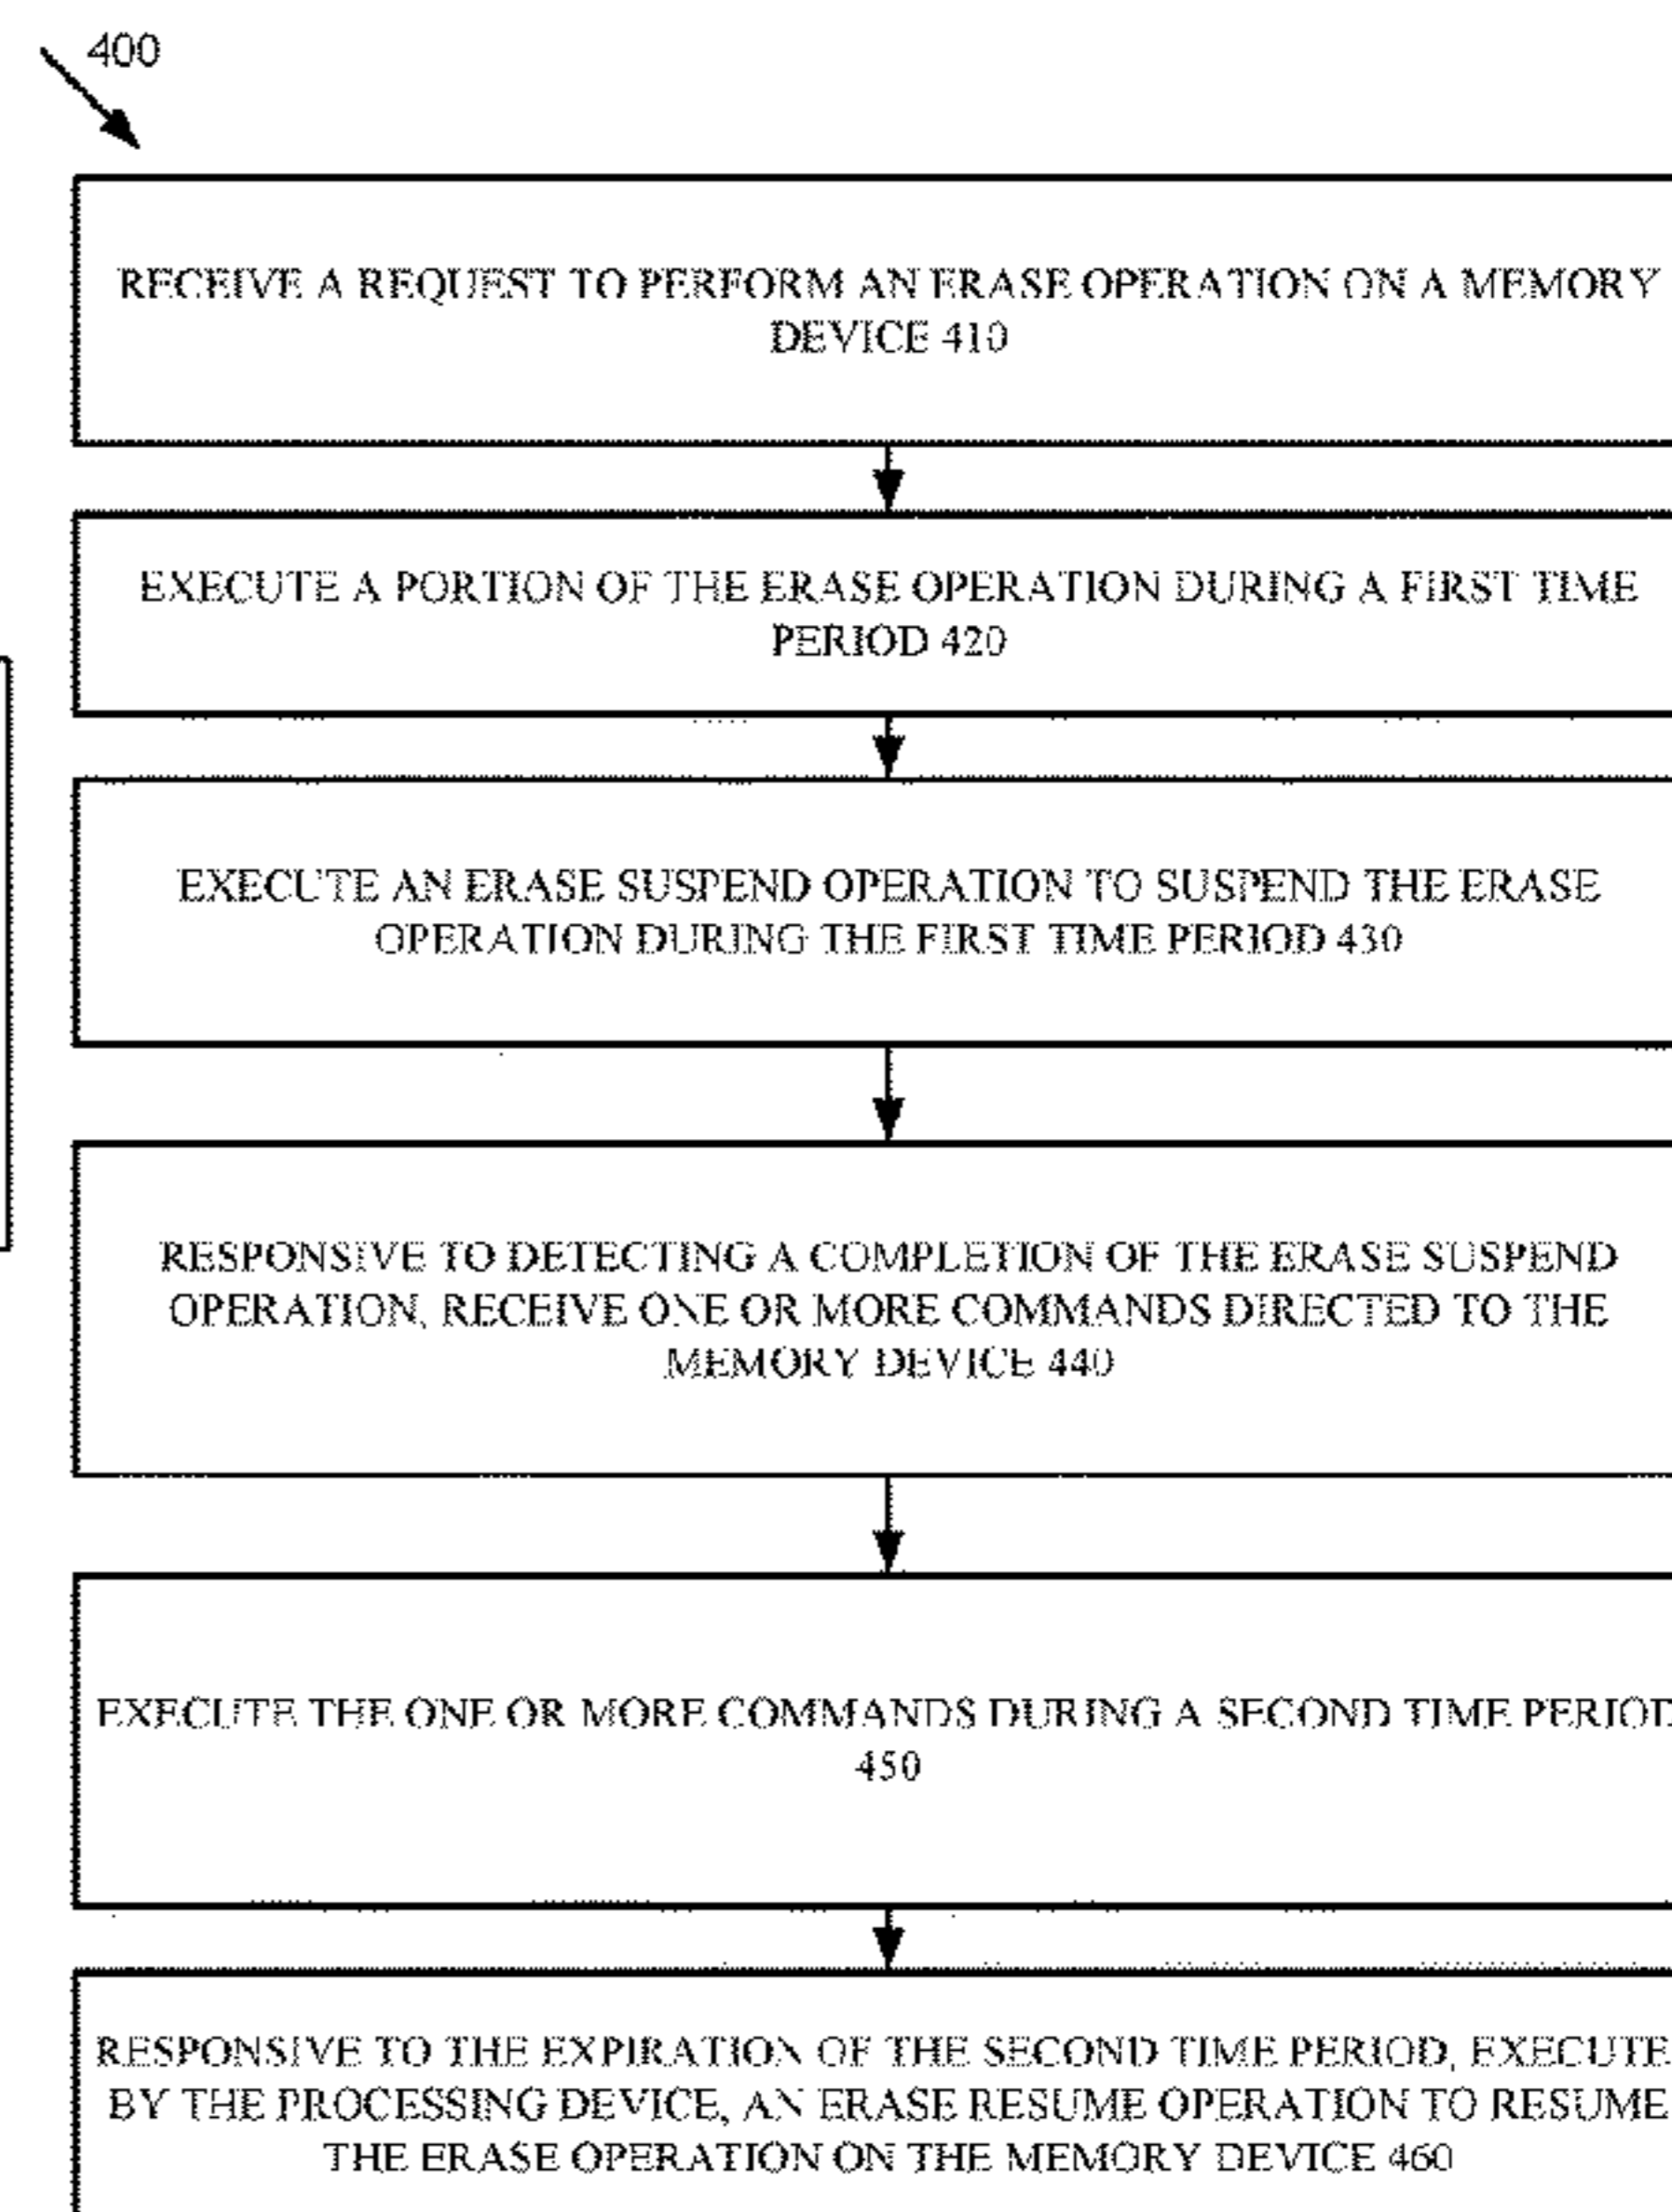 400
RECEIVE A REQUEST TO PERFORM AN ERASE OPERATION ON A MEMORY
DEVICE 410
EXECUTE A PORTION OF THE ERASE OPERATION DURING A FIRST TIME
PERIOD 420
EXECUTE AN ERASE SUSPEND OPERATION TO SUSPEND THE ERASE
OPERATION DURING THE FIRST TIME PERIOD 430
RESPONSIVE TO DETECTING A COMPLETION OF THE ERASE SUSPEND
OPERATION, RECEIVE ONE OR MORE COMMANDS DIRECTED TO THE
MEMORY DEVICE 440
EXECUTE THE ONE OR MORE COMMANDS DURING A SECOND TIME PERIOD
450
RESPONSIVE TO THE EXPIRATION OF THE SECOND TIME PERIOD, EXECUTE
BY THE PROCESSING DEVICE, AN ERASE RESUME OPERATION TO RESUME
THE ERASE OPERATION ON THE MEMORY DEVICE 460